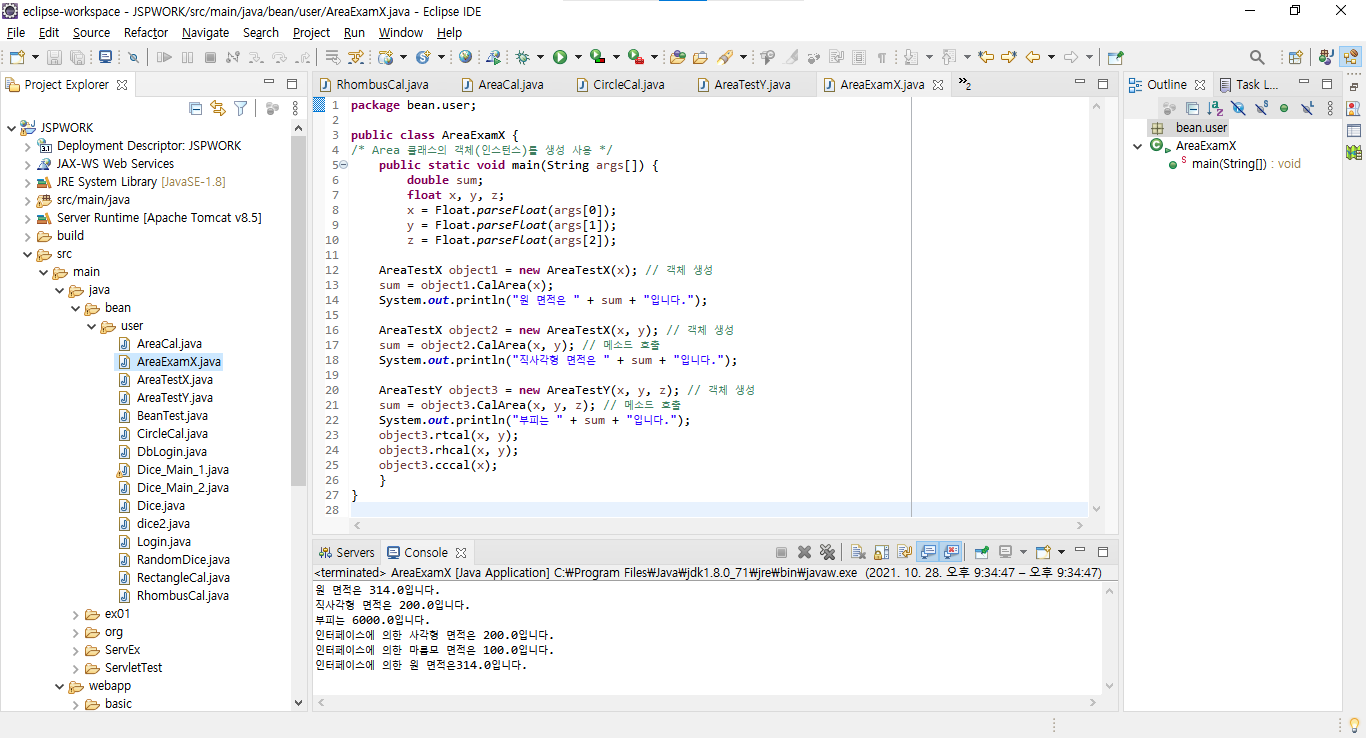 eclipse-workspace - JSPWORK/src/main/java/bean/user/AreaExamX.java - Eclipse IDE
File Edit Source Refactor Navigate Search Project Run Window Help
Project Explorer
JSPWORK
Deployment Descriptor: JSPWORK
JAX-WS Web Services
JRE System Library [JavaSE-1.8]
src/main/java
Server Runtime [Apache Tomcat v8.5]
build
src
main
java
bean
user
AreaCal.java
AreaExamX.java
AreaTestX.java
AreaTestY.java
BeanTest.java
CircleCal.java
DbLogin.java
Dice_Main_1.java
Dice_Main_2.java
Dice.java
dice2.java
Login.java
RandomDice.java
RectangleCal.java
RhombusCal.java
ex01
org
ServEx
ServletTest
webapp
basic
RhombusCal.java AreaCal.java CircleCal.java AreaTestY.java AreaExamX.java »2
1 package bean.user;
2
3 public class AreaExamX {
4 /* Area 클래스의 객체(인스턴스)를 생성 사용 */
5 public static void main(String args[]) {
6 double sum;
7 float x, y, z;
8 x = Float.parseFloat(args[0]);
9 y = Float.parseFloat(args[1]);
10 z = Float.parseFloat(args[2]);
11
12 AreaTestX object1 = new AreaTestX(x); // 객체 생성
13 sum = object1.CalArea(x);
14 System.out.println("원 면적은 " + sum + "입니다.");
15
16 AreaTestX object2 = new AreaTestX(x, y); // 객체 생성
17 sum = object2.CalArea(x, y); // 메소드 호출
18 System.out.println("직사각형 면적은 " + sum + "입니다.");
19
20 AreaTestY object3 = new AreaTestY(x, y, z); // 객체 생성
21 sum = object3.CalArea(x, y, z); // 메소드 호출
22 System.out.println("부피는 " + sum + "입니다.");
23 object3.rtcal(x, y);
24 object3.rhcal(x, y);
25 object3.cccal(x);
26 }
27 }
28
Servers Console
<terminated> AreaExamX [Java Application] C:₩Program Files₩Java₩jdk1.8.0_71₩jre₩bin₩javaw.exe (2021. 10. 28. 오후 9:34:47 – 오후 9:34:47)
원 면적은 314.0입니다.
직사각형 면적은 200.0입니다.
부피는 6000.0입니다.
인터페이스에 의한 사각형 면적은 200.0입니다.
인터페이스에 의한 마름모 면적은 100.0입니다.
인터페이스에 의한 원 면적은314.0입니다.
Outline Task L...
bean.user
AreaExamX
main(String[]) : void